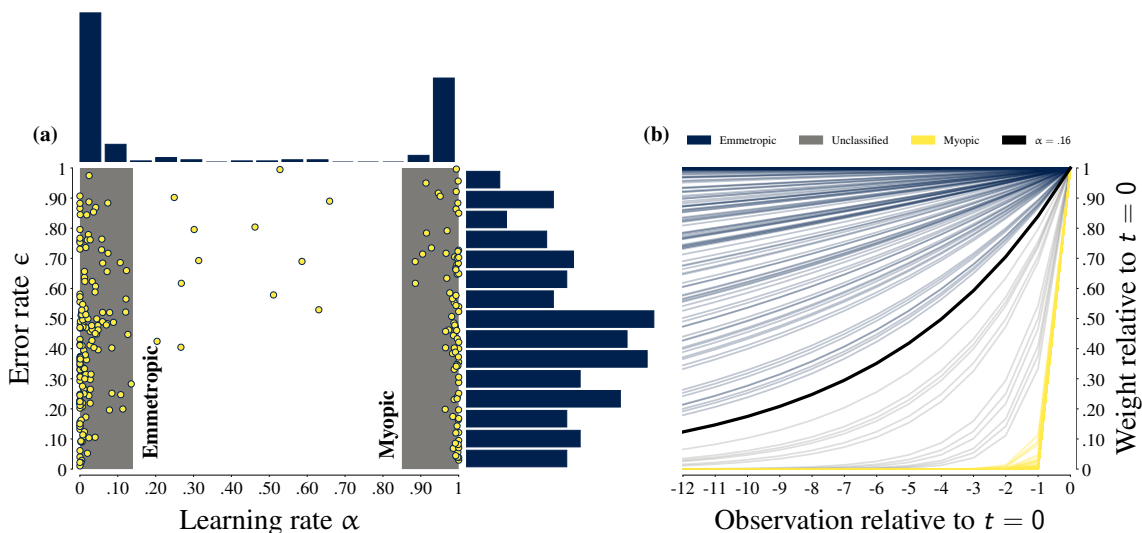 (a)
1
.90
.80
.70
.60
.50
.40
.30
.20
.10
0
Error rate ϵ
Emmetropic
Myopic
0 .10 .20 .30 .40 .50 .60 .70 .80 .90 1
Learning rate α
(b)
Emmetropic Unclassified Myopic α = .16
1
.90
.80
.70
.60
.50
.40
.30
.20
.10
0
Weight relative to t = 0
-12 -11 -10 -9 -8 -7 -6 -5 -4 -3 -2 -1 0
Observation relative to t = 0